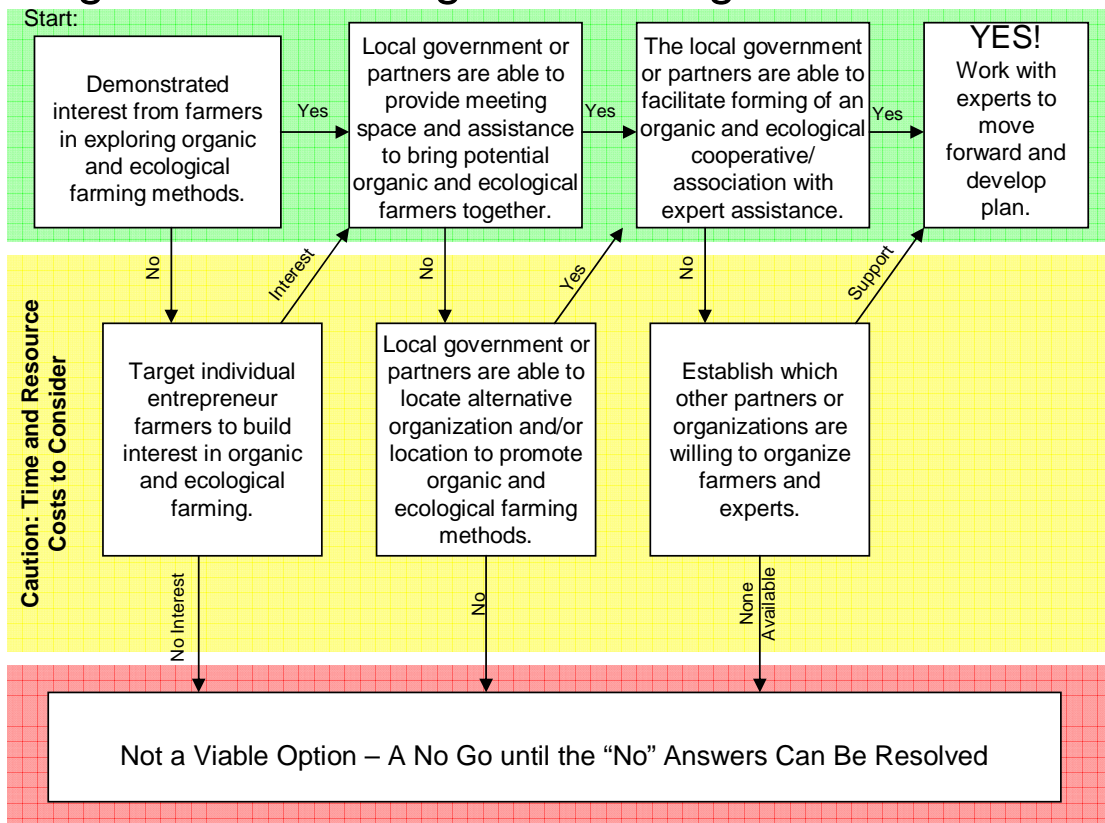 Start:
Demonstrated
interest from farmers
in exploring organic
and ecological
farming methods.
Yes
Local government or
partners are able to
provide meeting
space and assistance
to bring potential
organic and ecological
farmers together.
Yes
The local government
or partners are able to
facilitate forming of an
organic and ecological
cooperative/
association with
expert assistance.
Yes
YES!
Work with
experts to
move
forward and
develop
plan.
No
Interest
No
Yes
No
Support
Caution: Time and Resource
Costs to Consider
Target individual
entrepreneur
farmers to build
interest in organic
and ecological
farming.
Local government or
partners are able to
locate alternative
organization and/or
location to promote
organic and
ecological farming
methods.
Establish which
other partners or
organizations are
willing to organize
farmers and
experts.
No Interest
No
None
Available
Not a Viable Option – A No Go until the “No” Answers Can Be Resolved